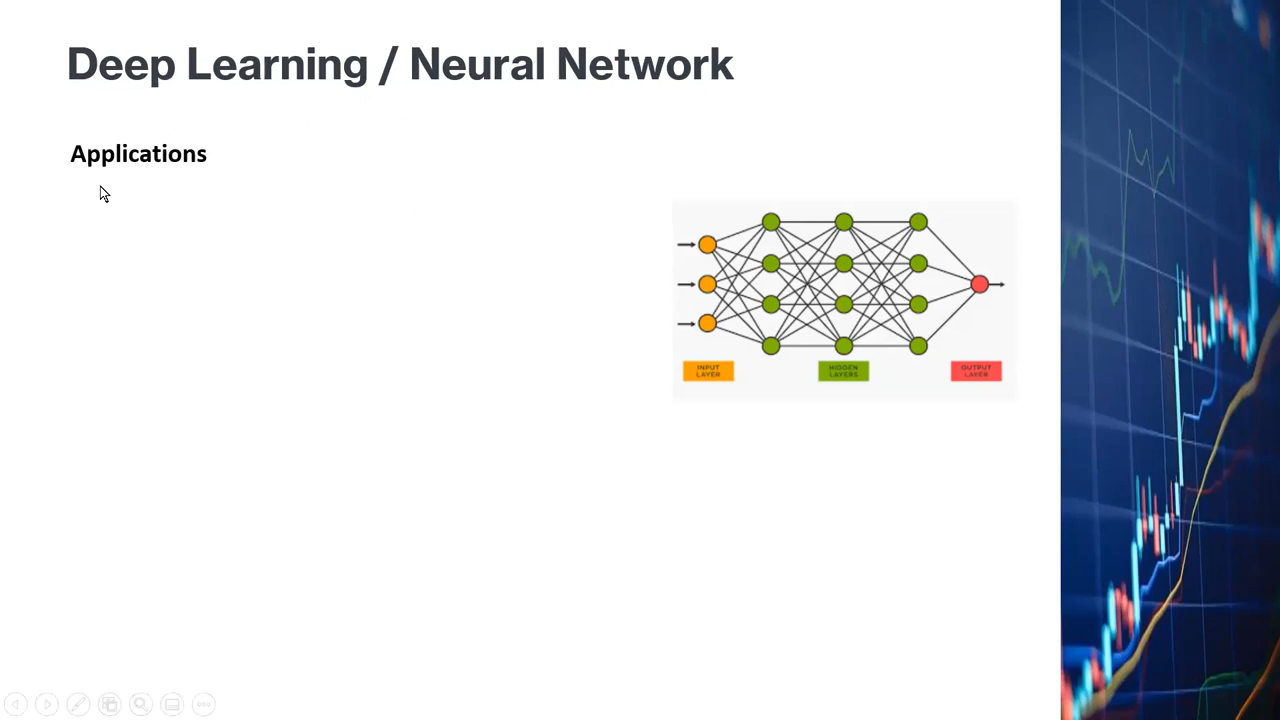 Deep Learning / Neural Network
Applications
INPUT
LAYER
HIDDEN
LAYERS
OUTPUT
LAYER